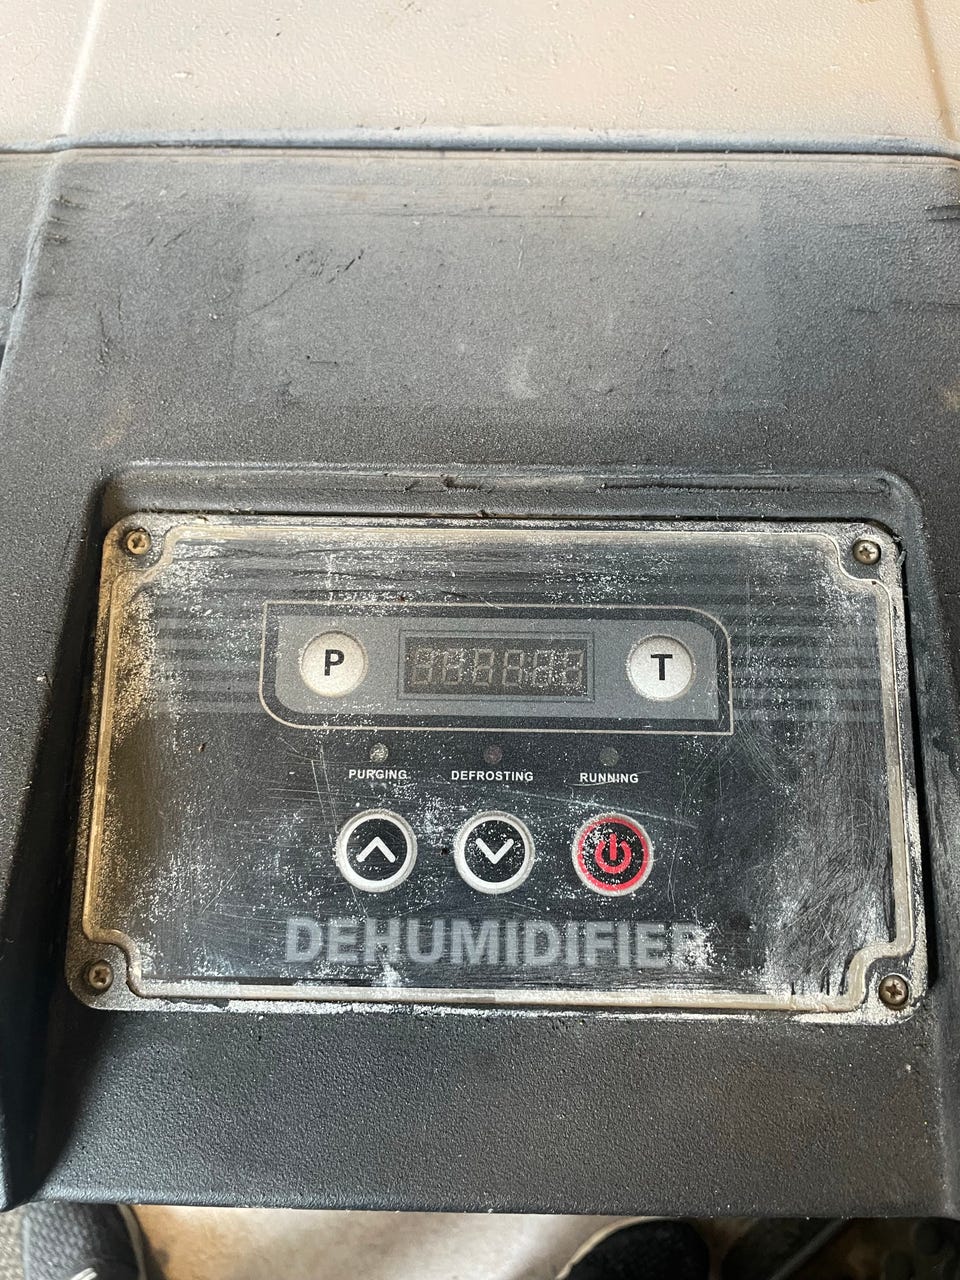 P T
PURGING DEFROSTING RUNNING
DEHUMIDIFIER